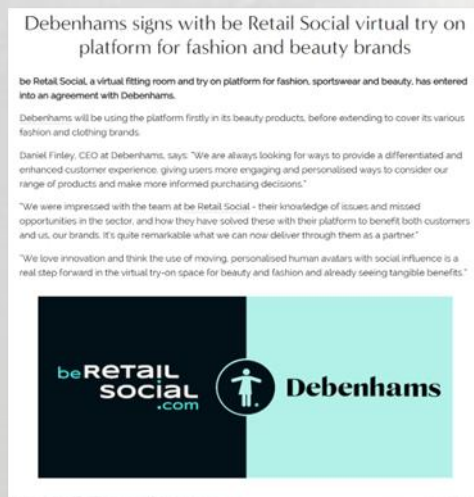 Debenhams signs with be Retail Social virtual try on
platform for fashion and beauty brands
be Retail Social, a virtual fitting room and try on platform for fashion, sportswear and beauty, has entered
into an agreement with Debenhams.
Debenhams will be using the platform firstly in its beauty products, before extending to cover its various
fashion and clothing brands.
Daniel Finley, CEO at Debenhams, says: "We are always looking for ways to provide a differentiated and
enhanced customer experience, giving users more engaging and personalised ways to consider our
range of products and make more informed purchasing decisions."
"We were impressed with the team at be Retail Social - their knowledge of issues and missed
opportunities in the sector, and how they have solved these with their platform to benefit both customers
and us, our brands. It's quite remarkable what we can now deliver through them as a partner."
"We love innovation and think the use of moving, personalised human avatars with social influence is a
real step forward in the virtual try-on space for beauty and fashion and already seeing tangible benefits."
beRETAIL
SOCIAL
.com
Debenhams